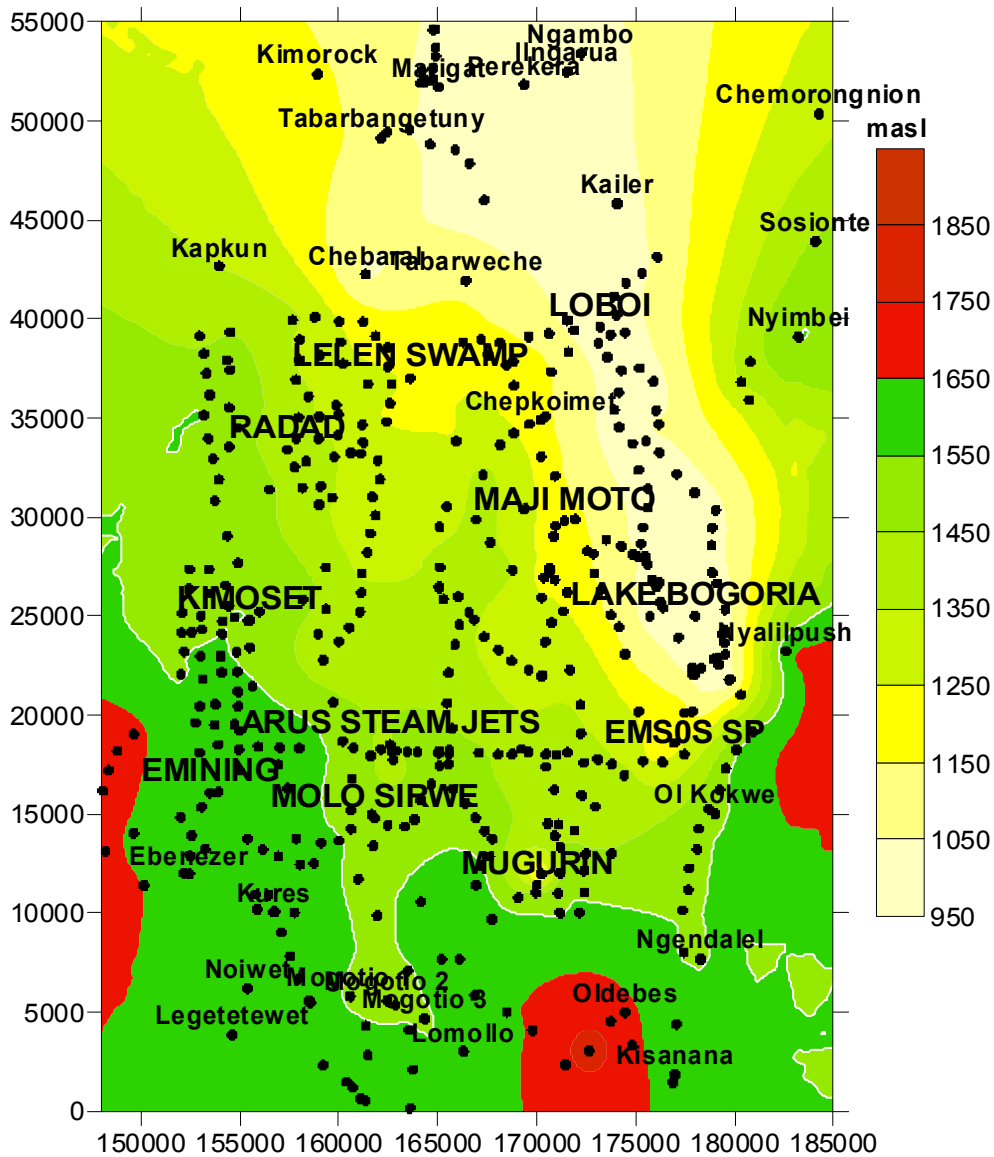 55000
Ngambo
Kimorock
Ilngarua
Marigat
Perekera
Chemorongnion
50000
Tabarbangetuny
masl
Kailer
45000
Sosionte
1850
Kapkun
Chebaral
Tabarweche
1750
LOBOI
Nyimbei
40000
LELEN SWAMP
1650
Chepkoimet
35000
RADAD
1550
MAJI MOTO
30000
1450
1350
KIMOSET
LAKE BOGORIA
25000
Nyalilpush
1250
20000
ARUS STEAM JETS
EMS0S SP
1150
EMINING
MOLO SIRWE
Ol Kokwe
15000
1050
Ebenezer
MUGURIN
Kures
10000
950
Ngendalel
Noiwet
Mogotio 1
Mogotio 2
Mogotio 3
Oldebes
5000
Legetetewet
Lomollo
Kisanana
0
150000 155000 160000 165000 170000 175000 180000 185000